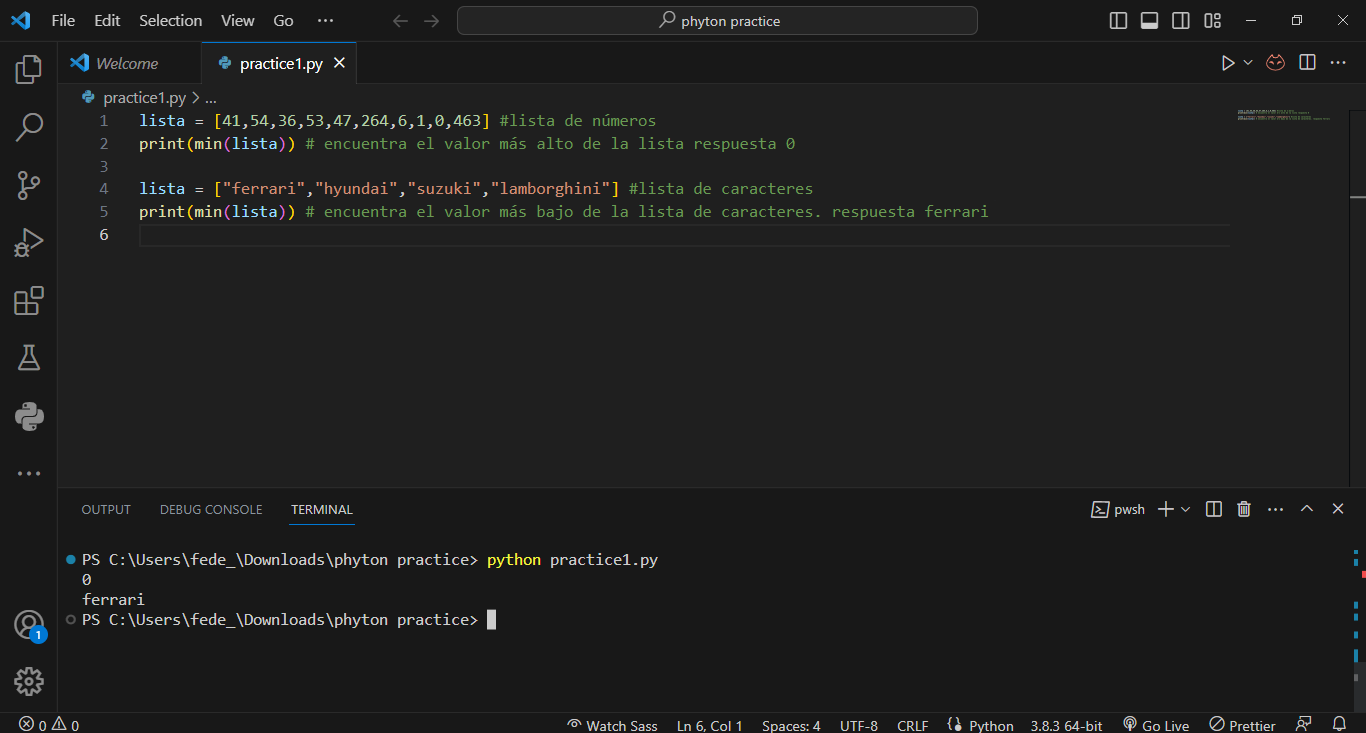 File Edit Selection View Go ··· phyton practice
Welcome practice1.py
practice1.py > ...
1 lista = [41,54,36,53,47,264,6,1,0,463] #lista de números
2 print(min(lista)) # encuentra el valor más alto de la lista respuesta 0
3
4 lista = ["ferrari","hyundai","suzuki","lamborghini"] #lista de caracteres
5 print(min(lista)) # encuentra el valor más bajo de la lista de caracteres. respuesta ferrari
6
OUTPUT DEBUG CONSOLE TERMINAL pwsh
PS C:\Users\fede_\Downloads\phyton practice> python practice1.py
0
ferrari
PS C:\Users\fede_\Downloads\phyton practice>
1
0 0 Watch Sass Ln 6, Col 1 Spaces: 4 UTF-8 CRLF Python 3.8.3 64-bit Go Live Prettier